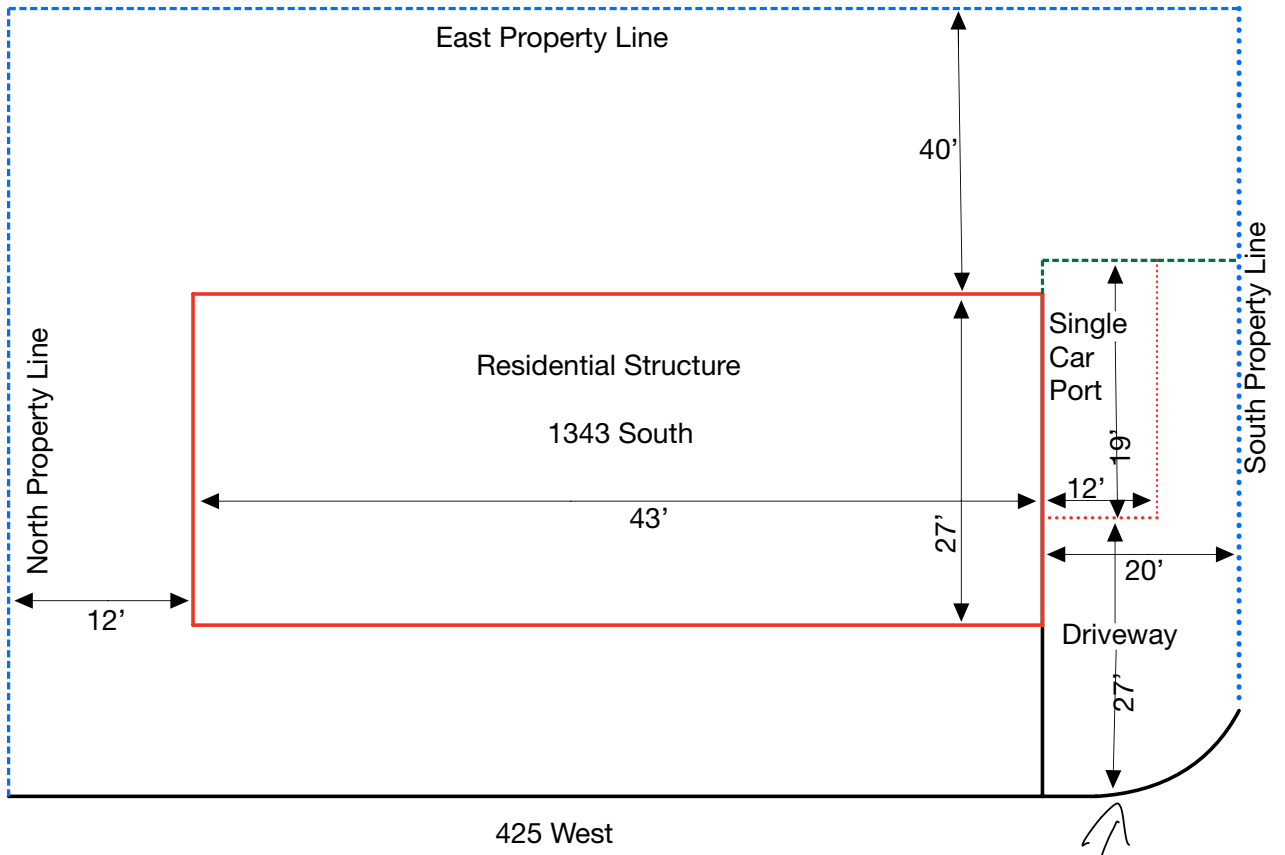 East Property Line
40’
North Property Line
South Property Line
Single
Car
Port
Residential Structure
1343 South
19’
12’
43’
27’
20’
12’
Driveway
27’
425 West